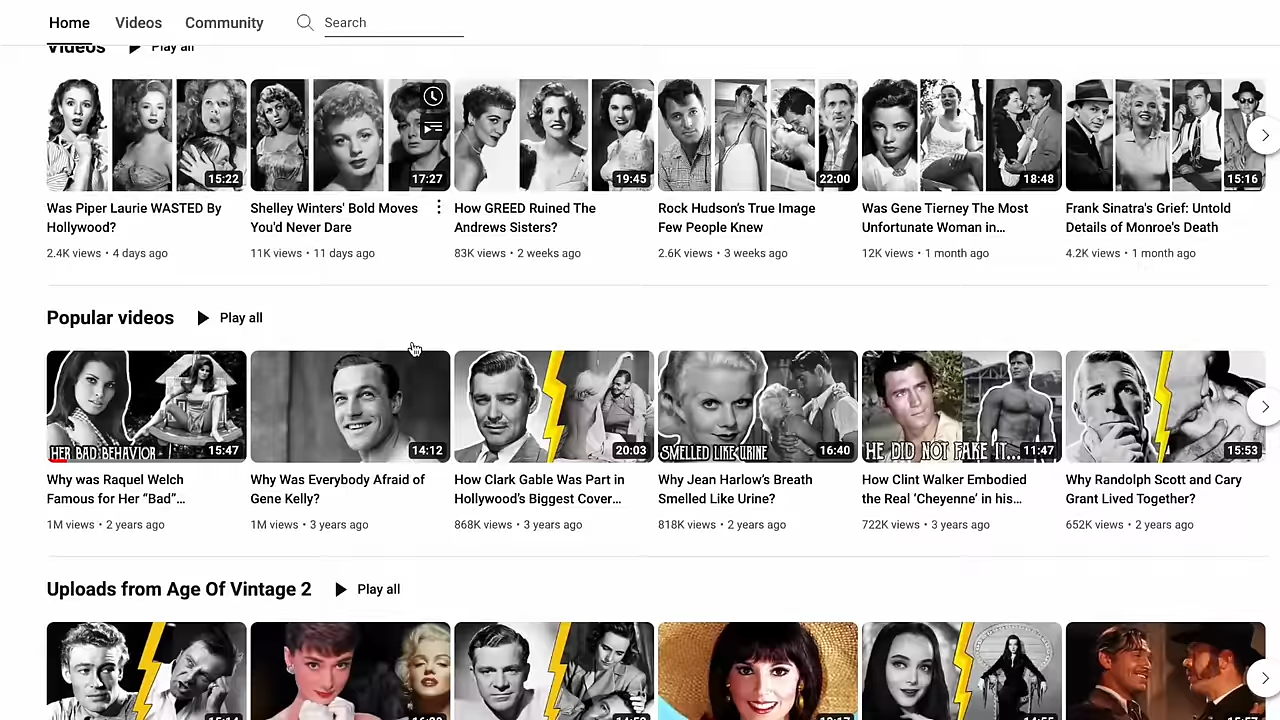 Home Videos Community Search
Videos Play all
15:22 17:27 19:45 22:00 18:48 15:16
Was Piper Laurie WASTED By
Hollywood?
2.4K views • 4 days ago
Shelley Winters' Bold Moves
You'd Never Dare
11K views • 11 days ago
How GREED Ruined The
Andrews Sisters?
83K views • 2 weeks ago
Rock Hudson's True Image
Few People Knew
2.6K views • 3 weeks ago
Was Gene Tierney The Most
Unfortunate Woman in…
12K views • 1 month ago
Frank Sinatra's Grief: Untold
Details of Monroe's Death
4.2K views • 1 month ago
Popular videos Play all
HER BAD BEHAVIOR 15:47
14:12
20:03
SMELLED LIKE URINE 16:40
HE DID NOT FAKE IT... 11:47
15:53
Why was Raquel Welch
Famous for Her “Bad”…
1M views • 2 years ago
Why Was Everybody Afraid of
Gene Kelly?
1M views • 3 years ago
How Clark Gable Was Part in
Hollywood’s Biggest Cover…
868K views • 3 years ago
Why Jean Harlow’s Breath
Smelled Like Urine?
818K views • 2 years ago
How Clint Walker Embodied
the Real ‘Cheyenne’ in his…
722K views • 3 years ago
Why Randolph Scott and Cary
Grant Lived Together?
652K views • 2 years ago
Uploads from Age Of Vintage 2 Play all